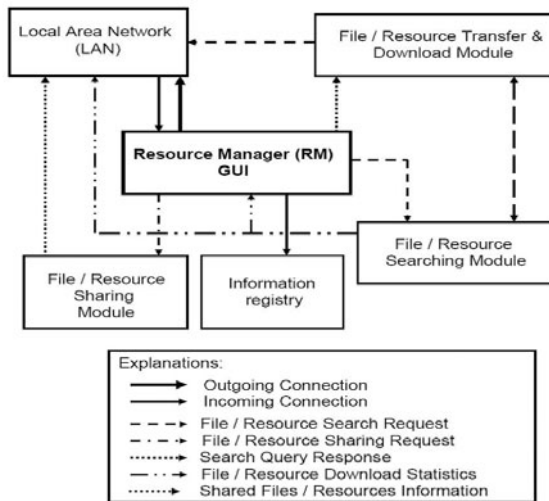 Local Area Network
(LAN)
File / Resource Transfer &
Download Module
Resource Manager (RM)
GUI
File / Resource
Sharing
Module
Information
registry
File / Resource
Searching Module
Explanations:
Outgoing Connection
Incoming Connection
File / Resource Search Request
File / Resource Sharing Request
Search Query Response
File / Resource Download Statistics
Shared Files / Resources Information